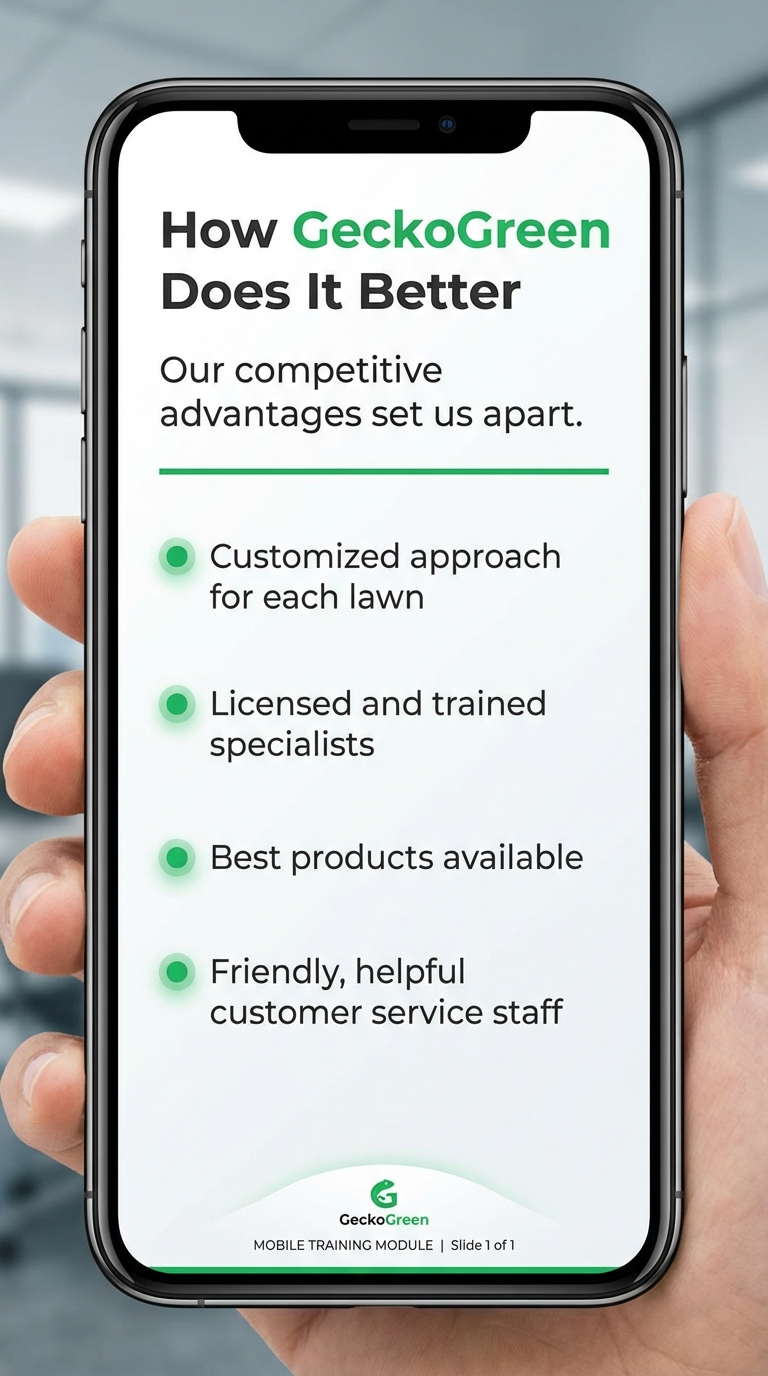 How GeckoGreen
Does It Better
Our competitive
advantages set us apart.
Customized approach
for each lawn
Licensed and trained
specialists
Best products available
Friendly, helpful
customer service staff
GeckoGreen
MOBILE TRAINING MODULE | Slide 1 of 1